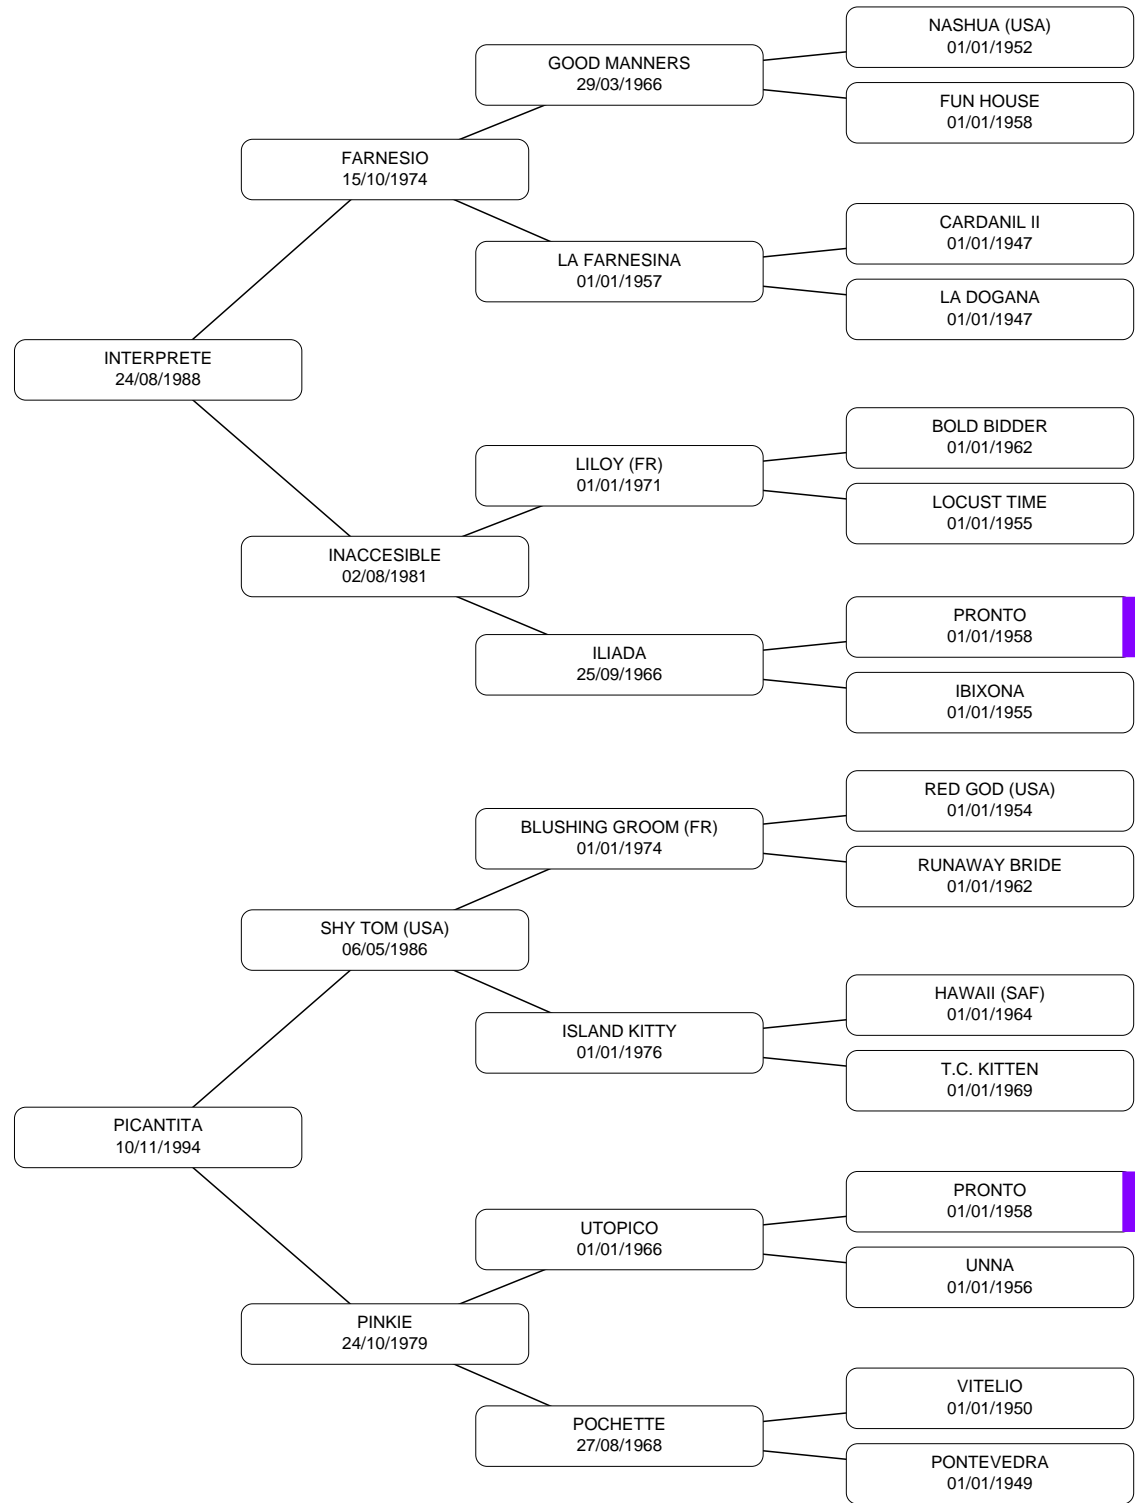 NASHUA (USA)
01/01/1952
GOOD MANNERS
29/03/1966
FUN HOUSE
01/01/1958
FARNESIO
15/10/1974
CARDANIL II
01/01/1947
LA FARNESINA
01/01/1957
LA DOGANA
01/01/1947
INTERPRETE
24/08/1988
BOLD BIDDER
01/01/1962
LILOY (FR)
01/01/1971
LOCUST TIME
01/01/1955
INACCESIBLE
02/08/1981
PRONTO
01/01/1958
ILIADA
25/09/1966
IBIXONA
01/01/1955
RED GOD (USA)
01/01/1954
BLUSHING GROOM (FR)
01/01/1974
RUNAWAY BRIDE
01/01/1962
SHY TOM (USA)
06/05/1986
HAWAII (SAF)
01/01/1964
ISLAND KITTY
01/01/1976
T.C. KITTEN
01/01/1969
PICANTITA
10/11/1994
PRONTO
01/01/1958
UTOPICO
01/01/1966
UNNA
01/01/1956
PINKIE
24/10/1979
VITELIO
01/01/1950
POCHETTE
27/08/1968
PONTEVEDRA
01/01/1949